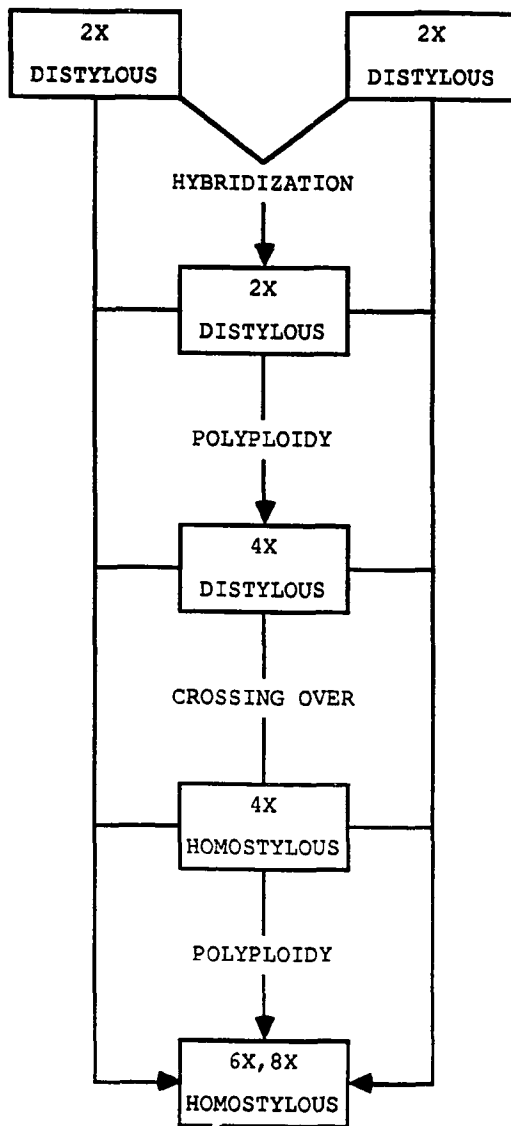 2X
DISTYLOUS
2X
DISTYLOUS
HYBRIDIZATION
2X
DISTYLOUS
POLYPLOIDY
4X
DISTYLOUS
CROSSING OVER
4X
HOMOSTYLOUS
POLYPLOIDY
6X,8X
HOMOSTYLOUS